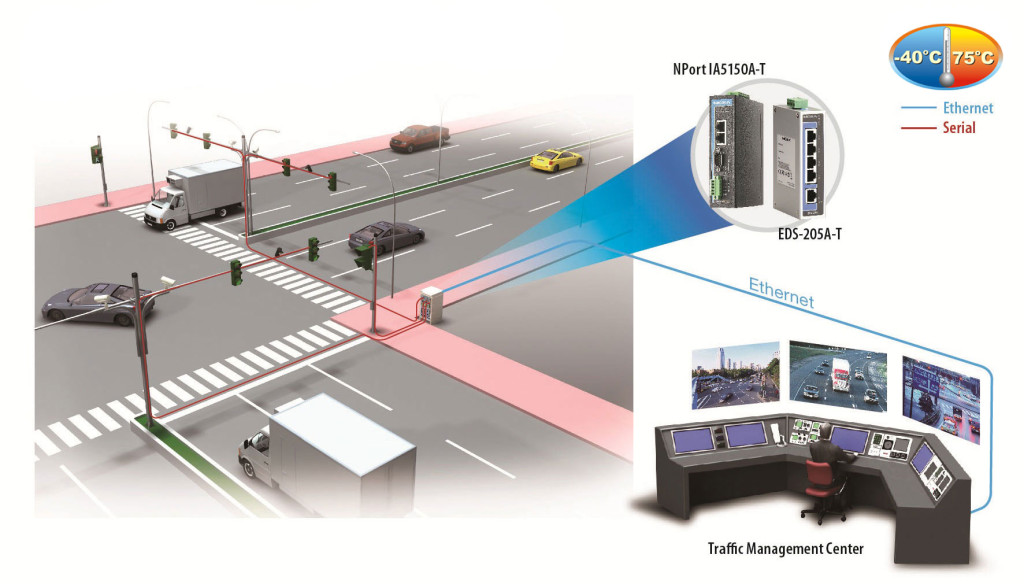 -40°C 75°C
NPort IA5150A-T
Ethernet
Serial
EDS-205A-T
Ethernet
Traffic Management Center